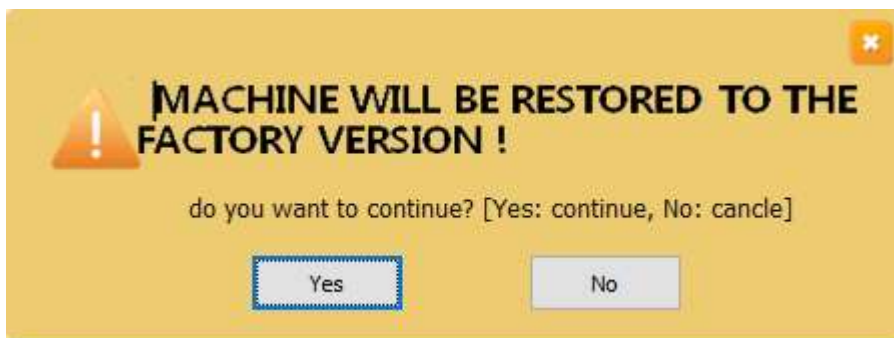 MACHINE WILL BE RESTORED TO THE
FACTORY VERSION !
do you want to continue? [Yes: continue, No: cancle]
Yes
No